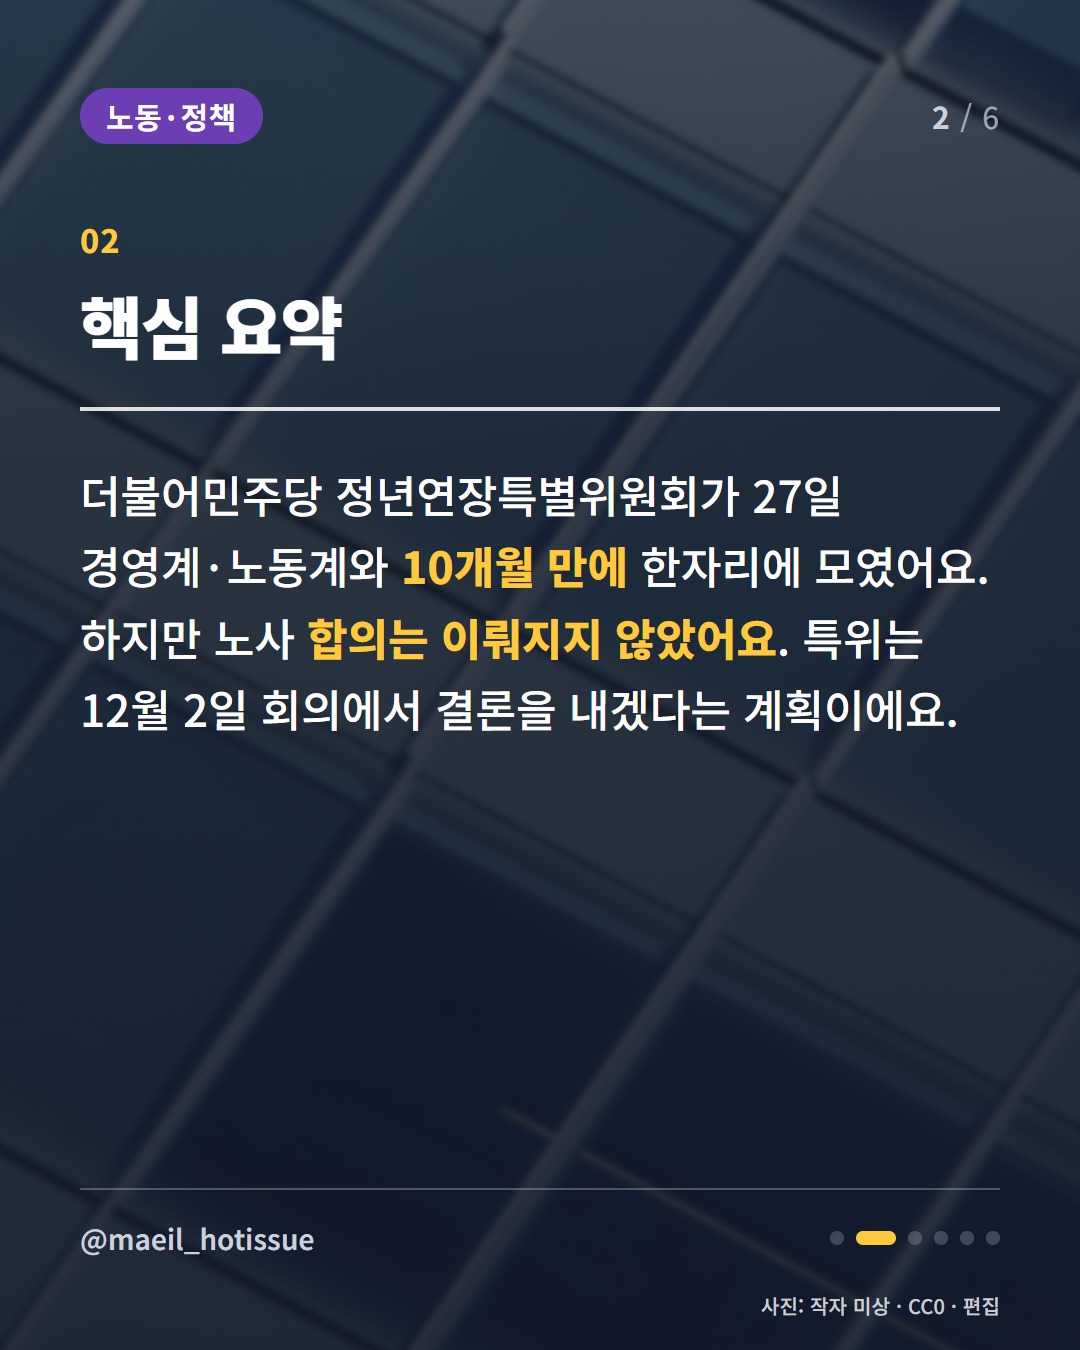 노동·정책
2 / 6
02
핵심 요약
더불어민주당 정년연장특별위원회가 27일
경영계·노동계와 10개월 만에 한자리에 모였어요.
하지만 노사 합의는 이뤄지지 않았어요. 특위는
12월 2일 회의에서 결론을 내겠다는 계획이에요.
@maeil_hotissue
사진: 작자 미상 · CC0 · 편집